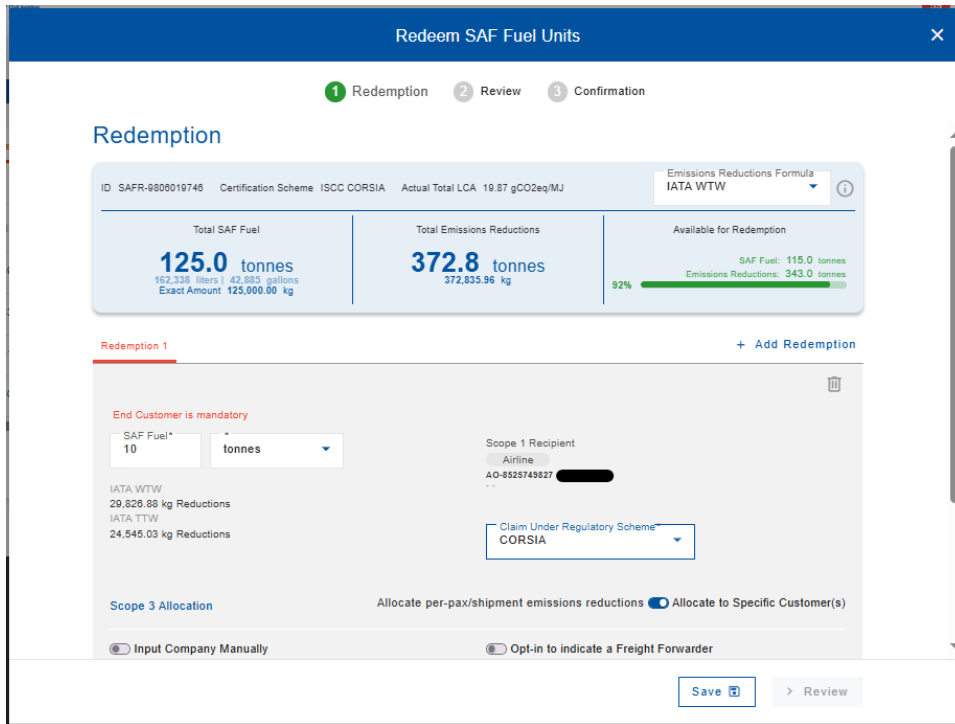 Redeem SAF Fuel Units
1 Redemption 2 Review 3 Confirmation
Redemption
Emissions Reductions Formula
ID SAFR-9806019746 Certification Scheme ISCC CORSIA Actual Total LCA 19.87 gCO2eq/MJ IATA WTW
Total SAF Fuel Total Emissions Reductions Available for Redemption
125.0 tonnes 372.8 tonnes SAF Fuel: 115.0 tonnes
162,338 liters | 42,885 gallons 372,835.96 kg Emissions Reductions: 343.0 tonnes
Exact Amount 125,000.00 kg 92%
Redemption 1 + Add Redemption
End Customer is mandatory
SAF Fuel* *
10 tonnes
Scope 1 Recipient
Airline
AO-8525749827
- -
IATA WTW
29,826.88 kg Reductions
IATA TTW
24,545.03 kg Reductions
Claim Under Regulatory Scheme*
CORSIA
Scope 3 Allocation Allocate per-pax/shipment emissions reductions Allocate to Specific Customer(s)
Input Company Manually Opt-in to indicate a Freight Forwarder
Save > Review